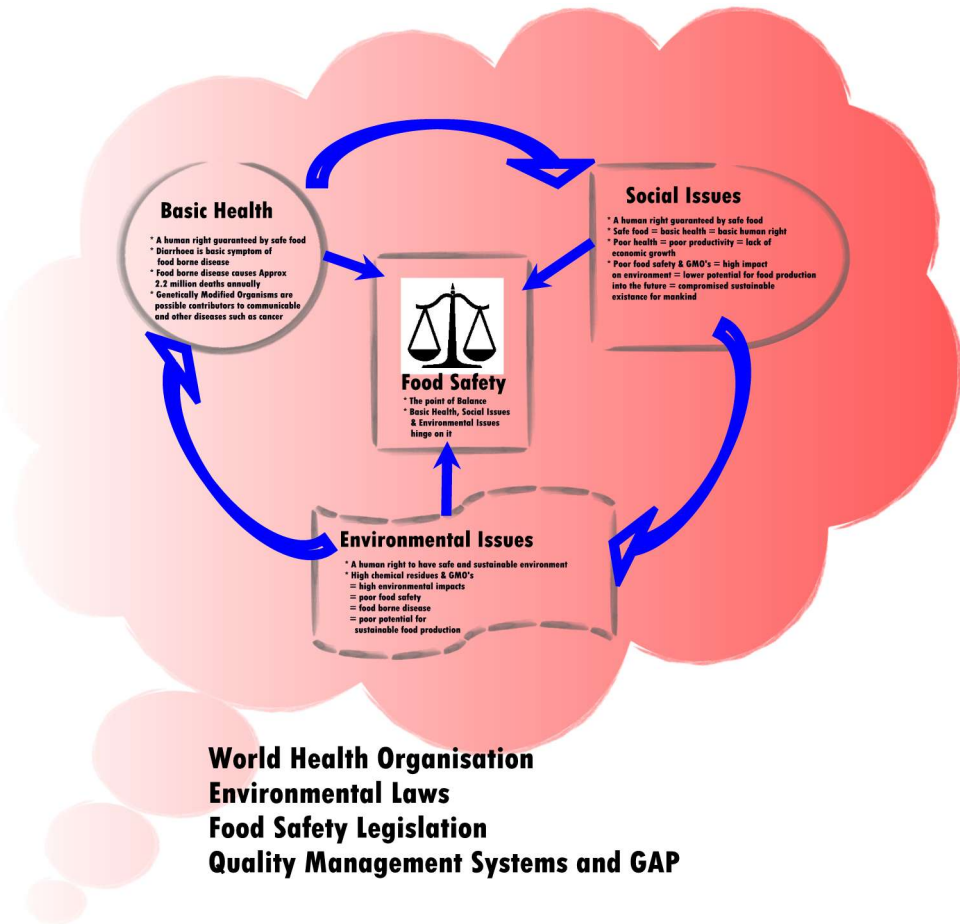 Basic Health
* A human right guaranteed by safe food
* Diarrhoea is basic symptom of
food borne disease
* Food borne disease causes Approx
2.2 million deaths annually
* Genetically Modified Organisms are
possible contributors to communicable
and other diseases such as cancer
Social Issues
* A human right guaranteed by safe food
* Safe food = basic health = basic human right
* Poor health = poor productivity = lack of
economic growth
* Poor food safety & GMO's = high impact
on environment = lower potential for food production
into the future = compromised sustainable
existance for mankind
Food Safety
* The point of Balance
* Basic Health, Social Issues
& Environmental Issues
hinge on it
Environmental Issues
* A human right to have safe and sustainable environment
* High chemical residues & GMO's
= high environmental impacts
= poor food safety
= food borne disease
= poor potential for
sustainable food production
World Health Organisation
Environmental Laws
Food Safety Legislation
Quality Management Systems and GAP